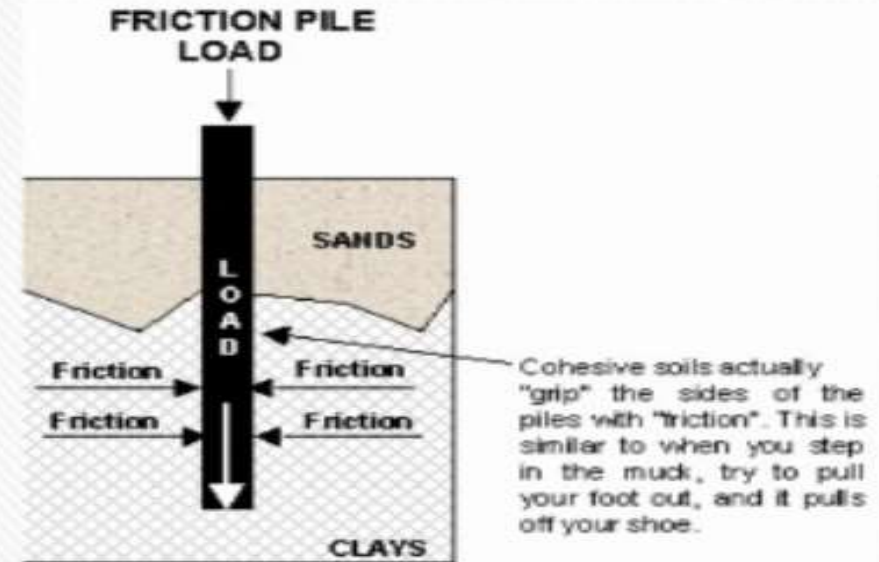 FRICTION PILE
LOAD
SANDS
LOAD
Friction Friction
Friction Friction
Cohesive soils actually
"grip" the sides of the
piles with "friction". This is
similar to when you step
in the muck, try to pull
your foot out, and it pulls
off your shoe.
CLAYS